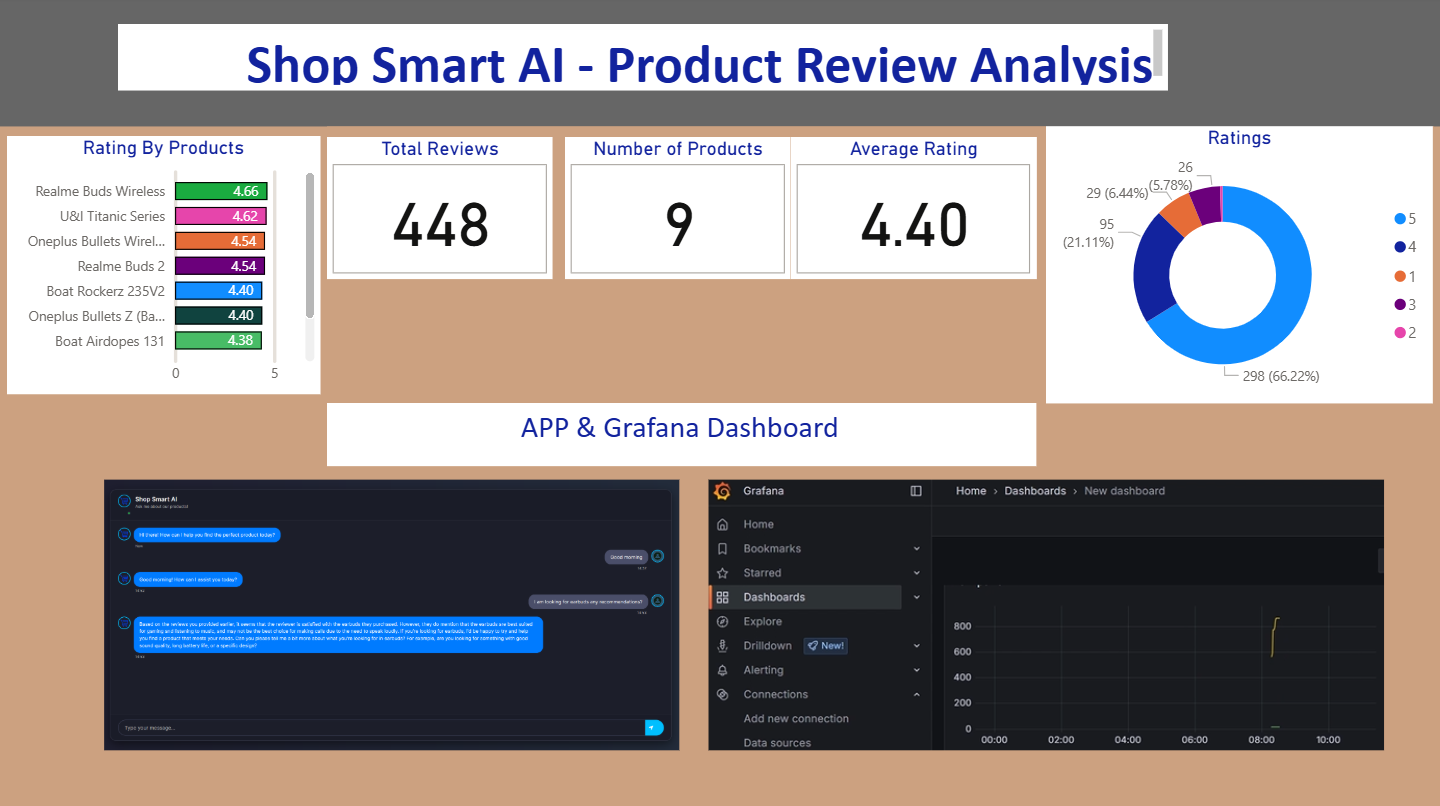 Shop Smart AI - Product Review Analysis
Rating By Products
Realme Buds Wireless 4.66
U&I Titanic Series 4.62
Oneplus Bullets Wirel... 4.54
Realme Buds 2 4.54
Boat Rockerz 235V2 4.40
Oneplus Bullets Z (Ba... 4.40
Boat Airdopes 131 4.38
0 5
Total Reviews
448
Number of Products
9
Average Rating
4.40
Ratings
26
(5.78%)
29 (6.44%)
95
(21.11%)
298 (66.22%)
5
4
1
3
2
APP & Grafana Dashboard
Shop Smart AI
Ask me about our products!
Hi there! How can I help you find the perfect product today?
Good morning
Good morning! How can I assist you today?
I am looking for earbuds any recommendations?
Based on the reviews you provided earlier, it seems that the reviewer is satisfied with the earbuds they purchased. However, they do mention that the earbuds are best suited
for gaming and listening to music, and may not be the best choice for making calls due to the need to speak loudly. If you're looking for earbuds, I'd be happy to try and help
you find a product that meets your needs. Can you please tell me a bit more about what you're looking for in earbuds? For example, are you looking for something with good
sound quality, long battery life, or a specific design?
Type your message...
Grafana
Home
Bookmarks
Starred
Dashboards
Explore
Drilldown New!
Alerting
Connections
Add new connection
Data sources
Home › Dashboards › New dashboard
800
600
400
200
0
00:00 02:00 04:00 06:00 08:00 10:00